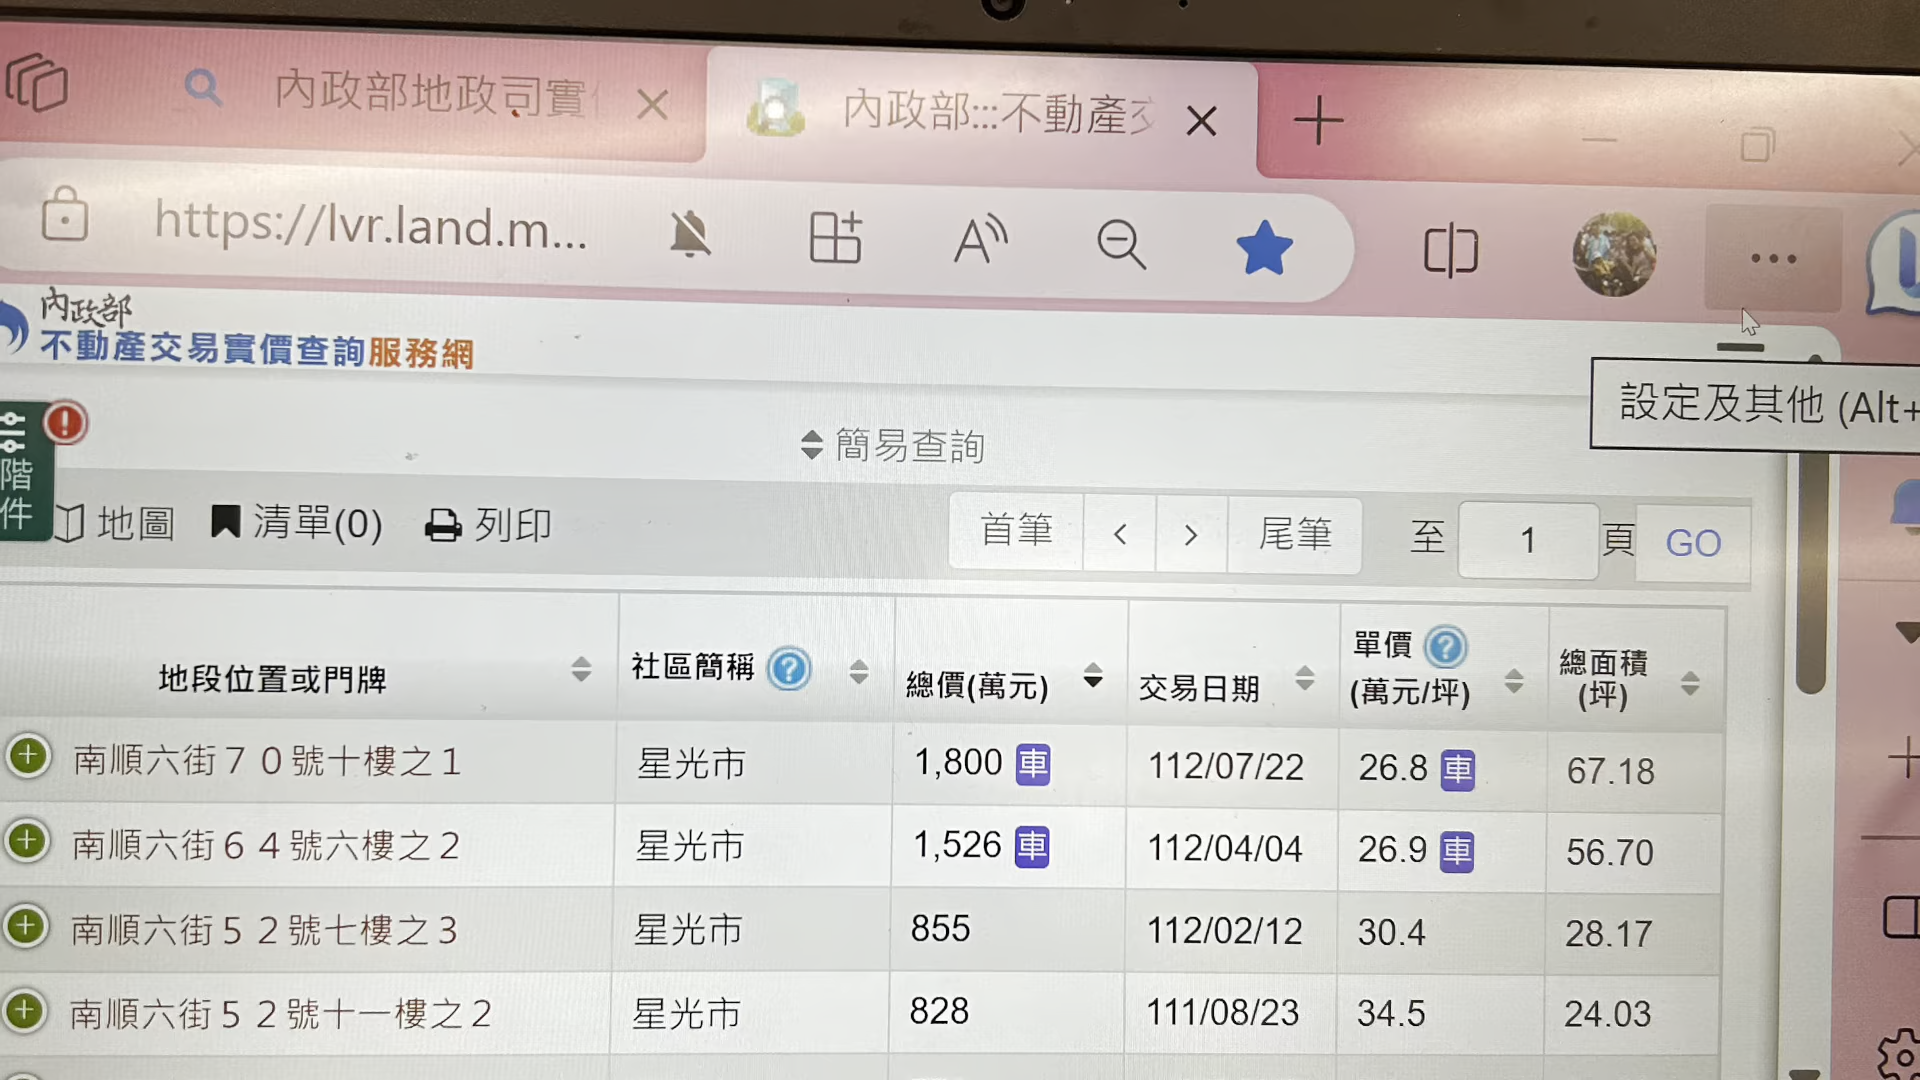 內政部地政司實
內政部:::不動產交
https://lvr.land.m...
內政部
不動產交易實價查詢服務網
設定及其他 (Alt+
簡易查詢
階
件
地圖 清單(0) 列印 首筆 < > 尾筆 至 1 頁 GO
地段位置或門牌 社區簡稱 總價(萬元) 交易日期 單價(萬元/坪) 總面積(坪)
南順六街７０號十樓之１ 星光市 1,800 車 112/07/22 26.8 車 67.18
南順六街６４號六樓之２ 星光市 1,526 車 112/04/04 26.9 車 56.70
南順六街５２號七樓之３ 星光市 855 112/02/12 30.4 28.17
南順六街５２號十一樓之２ 星光市 828 111/08/23 34.5 24.03